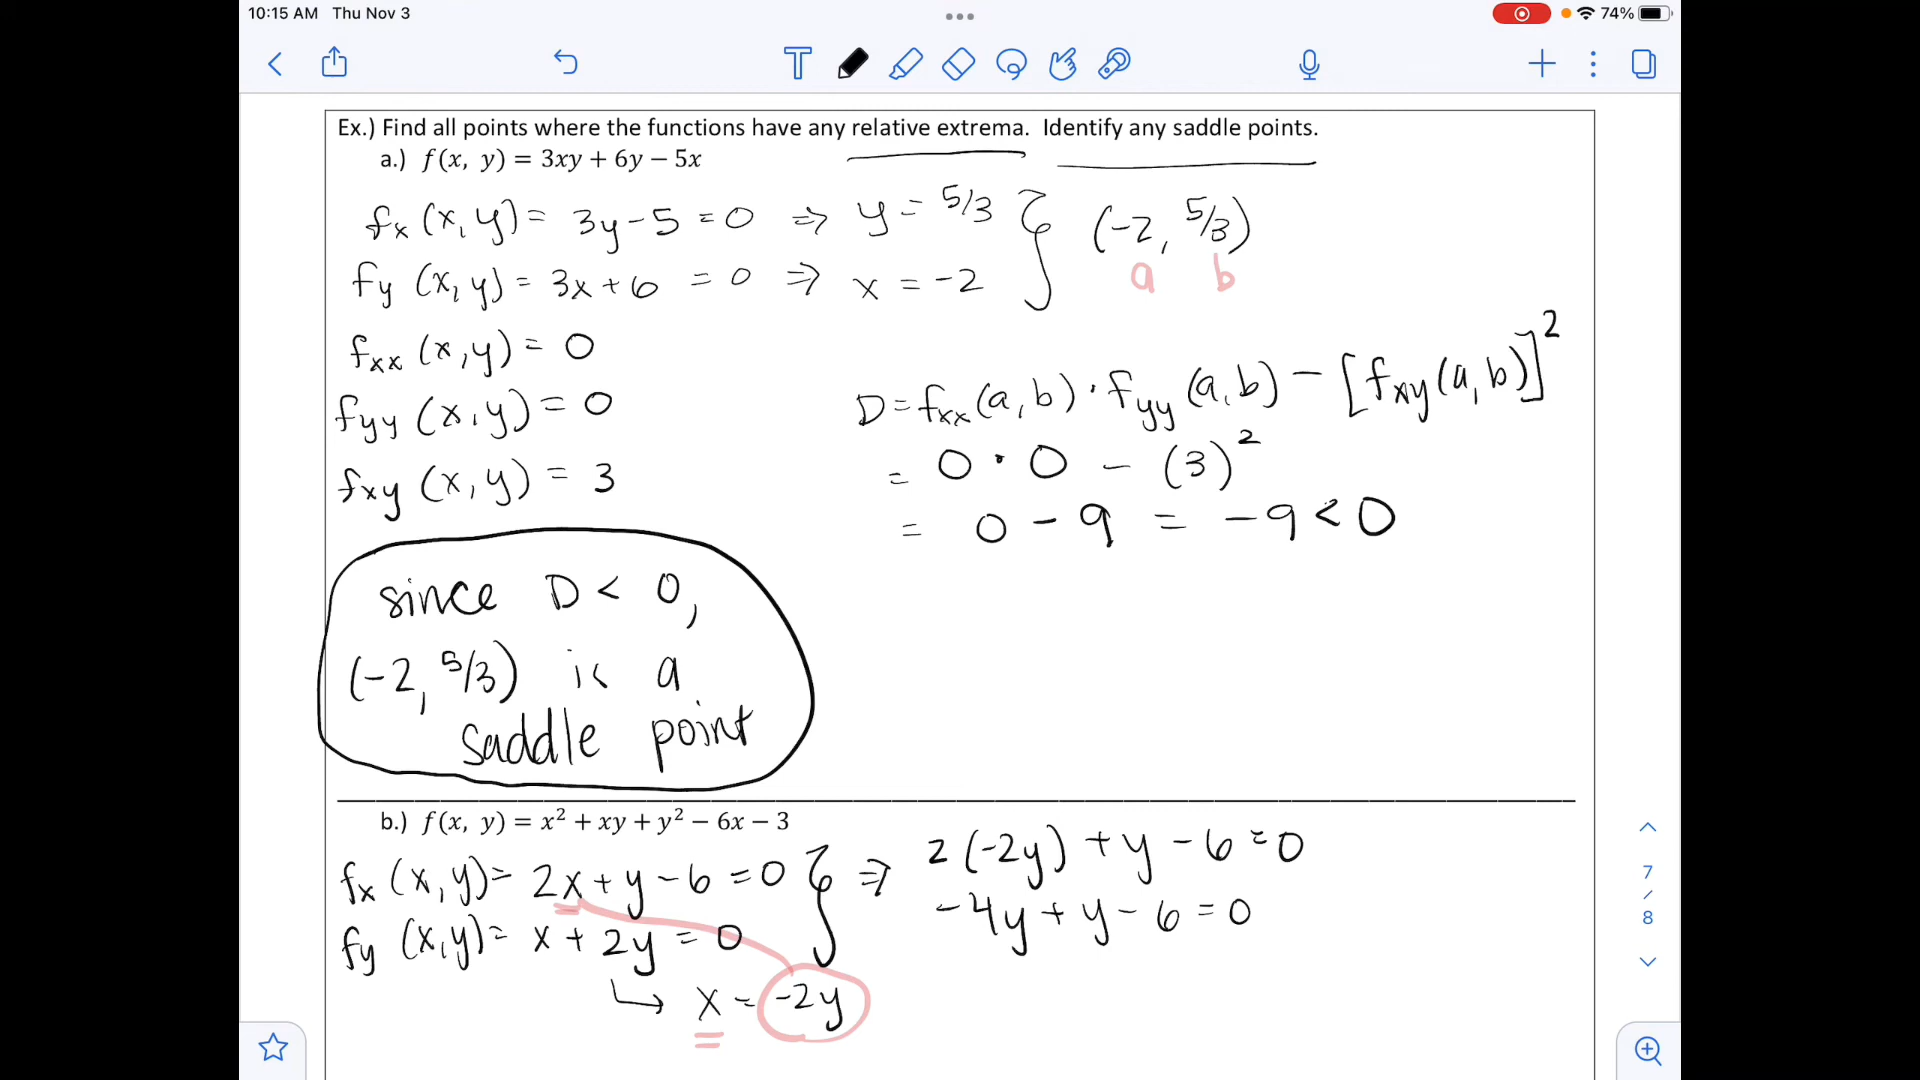 10:15 AM Thu Nov 3
74%
Ex.) Find all points where the functions have any relative extrema. Identify any saddle points.
a.) f(x, y) = 3xy + 6y − 5x
fx (x,y) = 3y-5 = 0 ⇒ y = 5/3 } (-2, 5/3)
fy (x,y) = 3x+6 = 0 ⇒ x = -2
a b
fxx (x,y) = 0
fyy (x,y) = 0
fxy (x,y) = 3
D = fxx(a,b) · fyy(a,b) - [fxy(a,b)]²
= 0 · 0 - (3)²
= 0 - 9 = -9 < 0
since D < 0,
(-2, 5/3) is a
saddle point
b.) f(x, y) = x² + xy + y² − 6x − 3
fx (x,y) = 2x + y - 6 = 0 } ⇒ 2(-2y) + y - 6 = 0
fy (x,y) = x + 2y = 0
-4y + y - 6 = 0
↳ x = -2y
7
/
8